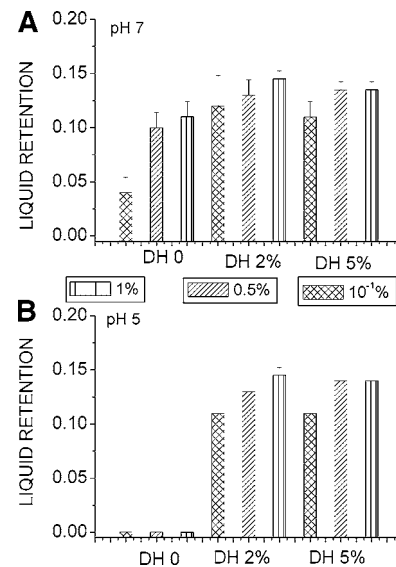 A
pH 7
LIQUID RETENTION
0.20
0.15
0.10
0.05
0.00
DH 0 DH 2% DH 5%
1% 0.5% 10⁻¹%
B
pH 5
LIQUID RETENTION
0.20
0.15
0.10
0.05
0.00
DH 0 DH 2% DH 5%